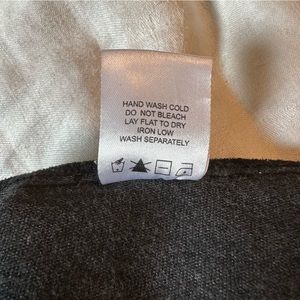 HAND WASH COLD
DO NOT BLEACH
LAY FLAT TO DRY
IRON LOW
WASH SEPARATELY